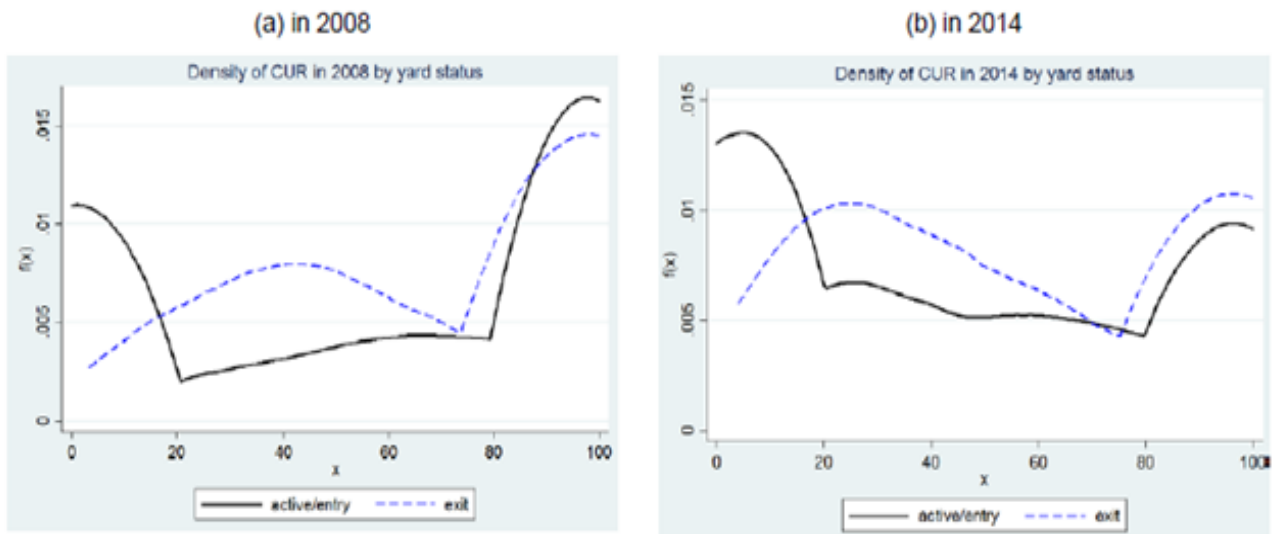 (a) in 2008
Density of CUR in 2008 by yard status
f(x)
.015
.01
.005
0
0 20 40 60 80 100
x
active/entry exit
(b) in 2014
Density of CUR in 2014 by yard status
f(x)
.015
.01
.005
0
0 20 40 60 80 100
x
active/entry exit